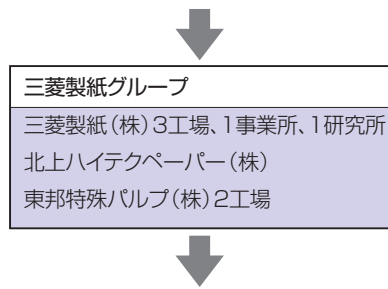 三菱製紙グループ
三菱製紙(株)3工場、1事業所、1研究所
北上ハイテクペーパー(株)
東邦特殊パルプ(株)2工場